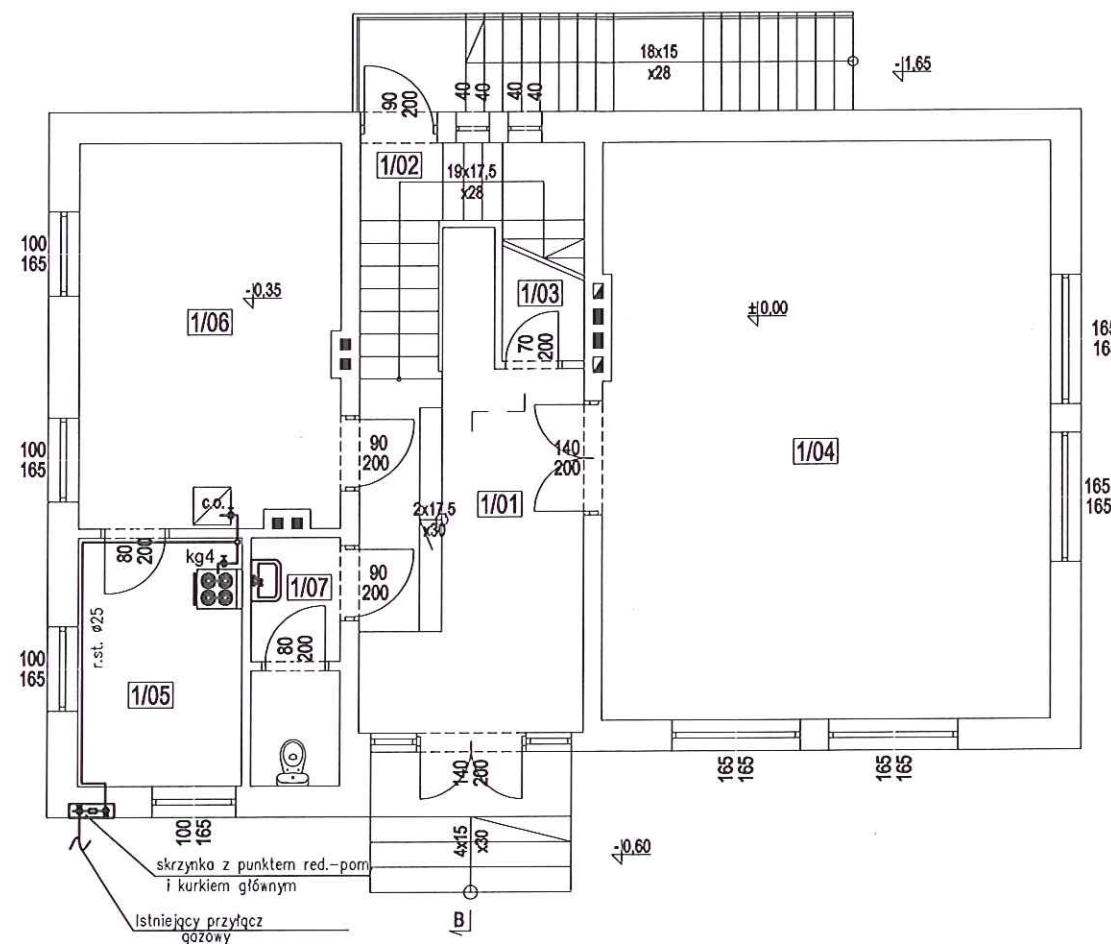 18x15
x28
-1,65
90
200
40
40
40
40
1/02
19x17,5
x28
100
165
-0,35
1/06
1/03
70
200
±0,00
165
100
165
90
200
140
200
1/04
c.o.
2x17,5
x30
1/01
165
165
80
200
kg4
1/07
90
200
r.st. ø25
80
200
100
165
1/05
140
200
165
165
165
165
100
165
4x15
x30
-0,60
skrzynka z punktem red.-pom.
i kurkiem głównym
Istniejący przyłącz
gazowy
B